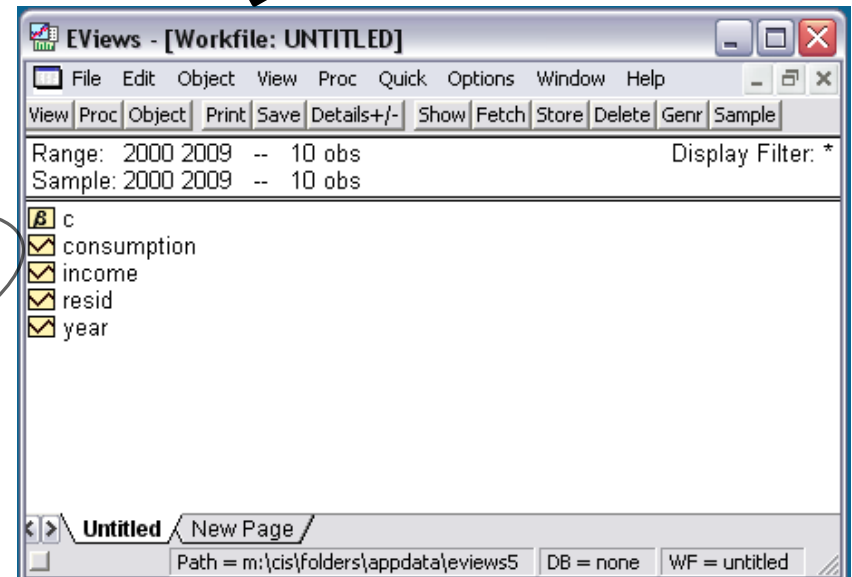 EViews - [Workfile: UNTITLED]
File Edit Object View Proc Quick Options Window Help
View Proc Object Print Save Details+/- Show Fetch Store Delete Genr Sample
Range: 2000 2009 -- 10 obs Display Filter: *
Sample: 2000 2009 -- 10 obs
β c
consumption
income
resid
year
Untitled New Page
Path = m:\cis\folders\appdata\eviews5 DB = none WF = untitled